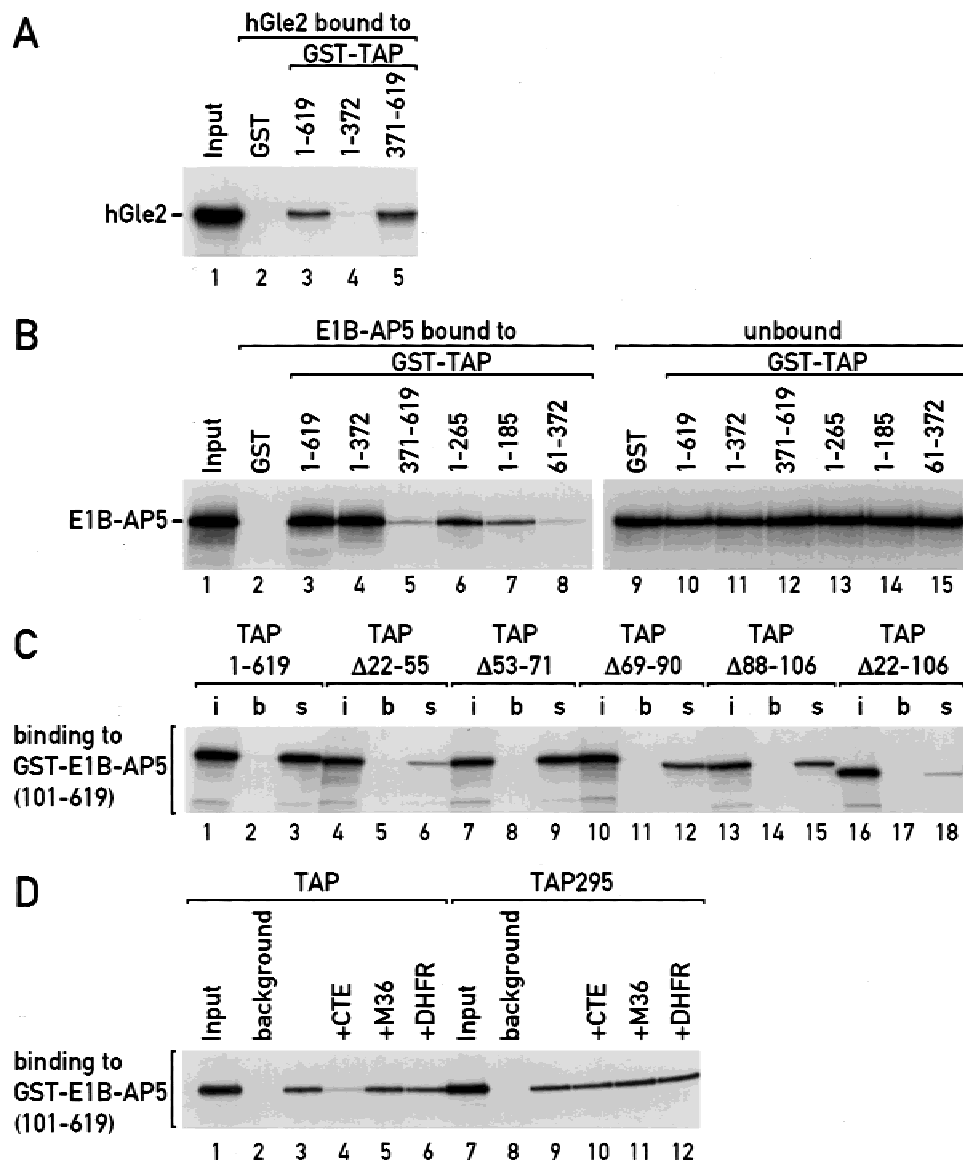 A
hGle2 bound to
GST-TAP
Input GST 1-619 1-372 371-619
hGle2
1 2 3 4 5
B
E1B-AP5 bound to unbound
GST-TAP GST-TAP
Input GST 1-619 1-372 371-619 1-265 1-185 61-372 GST 1-619 1-372 371-619 1-265 1-185 61-372
E1B-AP5
1 2 3 4 5 6 7 8 9 10 11 12 13 14 15
C
TAP TAP TAP TAP TAP TAP
1-619 Δ22-55 Δ53-71 Δ69-90 Δ88-106 Δ22-106
i b s i b s i b s i b s i b s i b s
binding to
GST-E1B-AP5
(101-619)
1 2 3 4 5 6 7 8 9 10 11 12 13 14 15 16 17 18
D
TAP TAP295
Input background +CTE +M36 +DHFR Input background +CTE +M36 +DHFR
binding to
GST-E1B-AP5
(101-619)
1 2 3 4 5 6 7 8 9 10 11 12